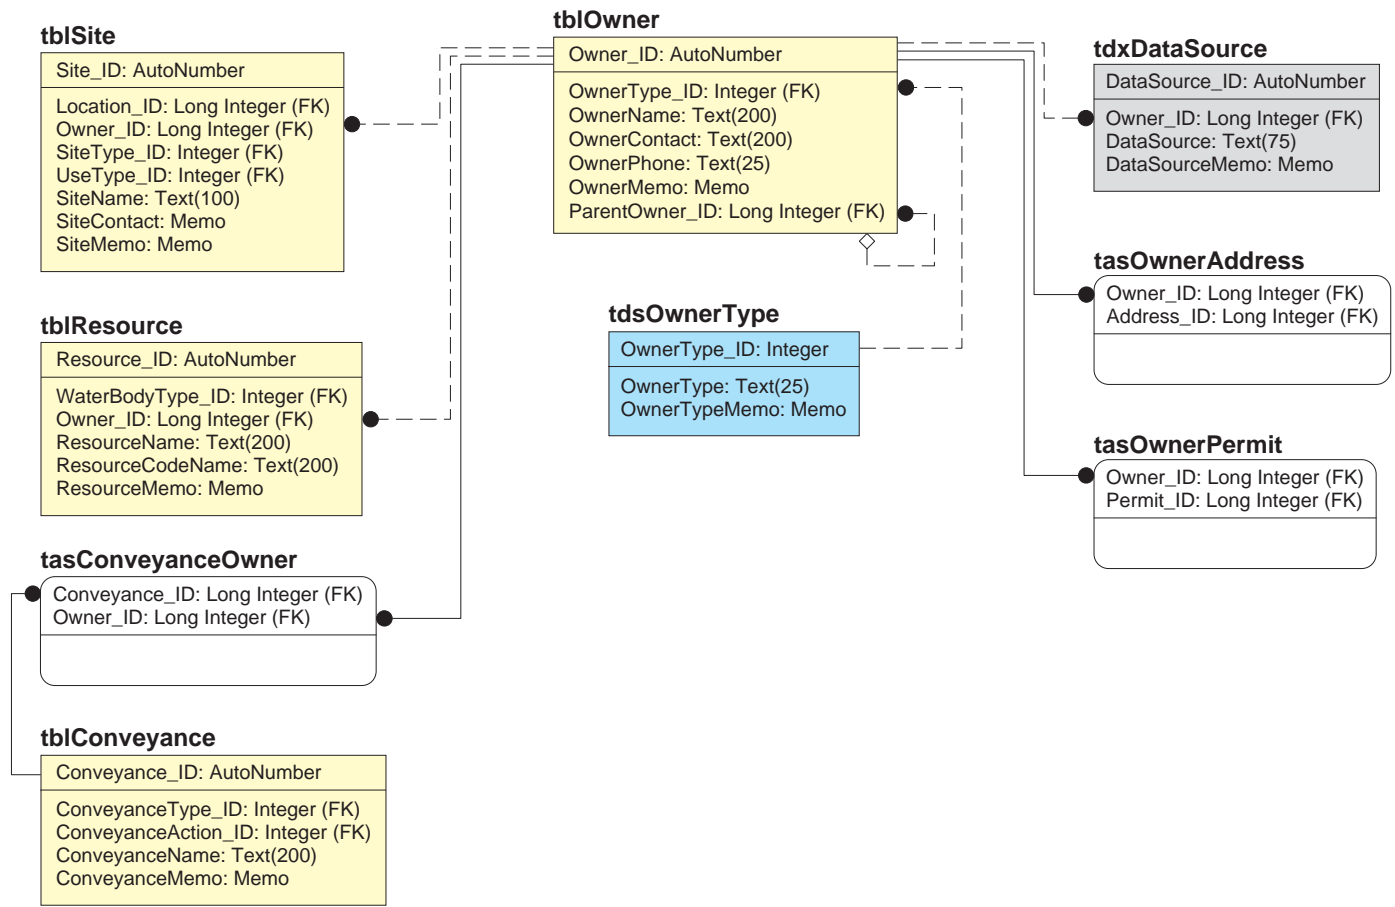 tblSite
Site_ID: AutoNumber
Location_ID: Long Integer (FK)
Owner_ID: Long Integer (FK)
SiteType_ID: Integer (FK)
UseType_ID: Integer (FK)
SiteName: Text(100)
SiteContact: Memo
SiteMemo: Memo
tblResource
Resource_ID: AutoNumber
WaterBodyType_ID: Integer (FK)
Owner_ID: Long Integer (FK)
ResourceName: Text(200)
ResourceCodeName: Text(200)
ResourceMemo: Memo
tasConveyanceOwner
Conveyance_ID: Long Integer (FK)
Owner_ID: Long Integer (FK)
tblConveyance
Conveyance_ID: AutoNumber
ConveyanceType_ID: Integer (FK)
ConveyanceAction_ID: Integer (FK)
ConveyanceName: Text(200)
ConveyanceMemo: Memo
tblOwner
Owner_ID: AutoNumber
OwnerType_ID: Integer (FK)
OwnerName: Text(200)
OwnerContact: Text(200)
OwnerPhone: Text(25)
OwnerMemo: Memo
ParentOwner_ID: Long Integer (FK)
tdsOwnerType
OwnerType_ID: Integer
OwnerType: Text(25)
OwnerTypeMemo: Memo
tdxDataSource
DataSource_ID: AutoNumber
Owner_ID: Long Integer (FK)
DataSource: Text(75)
DataSourceMemo: Memo
tasOwnerAddress
Owner_ID: Long Integer (FK)
Address_ID: Long Integer (FK)
tasOwnerPermit
Owner_ID: Long Integer (FK)
Permit_ID: Long Integer (FK)